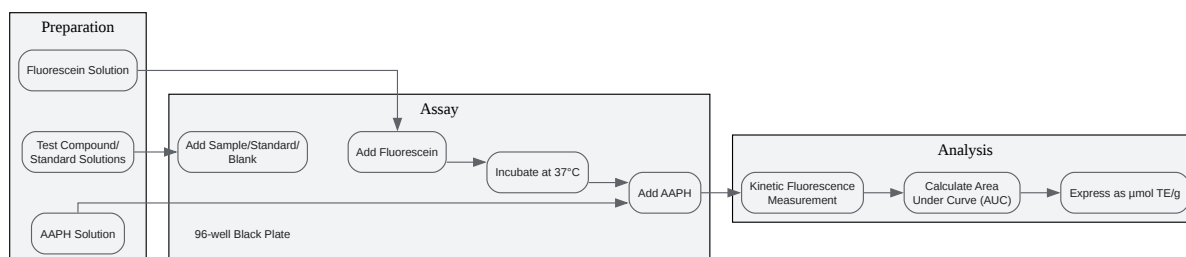 Preparation
Fluorescein Solution
Test Compound/
Standard Solutions
AAPH Solution
Assay
Add Sample/Standard/
Blank
Add Fluorescein
Incubate at 37°C
Add AAPH
96-well Black Plate
Analysis
Kinetic Fluorescence
Measurement
Calculate Area
Under Curve (AUC)
Express as µmol TE/g